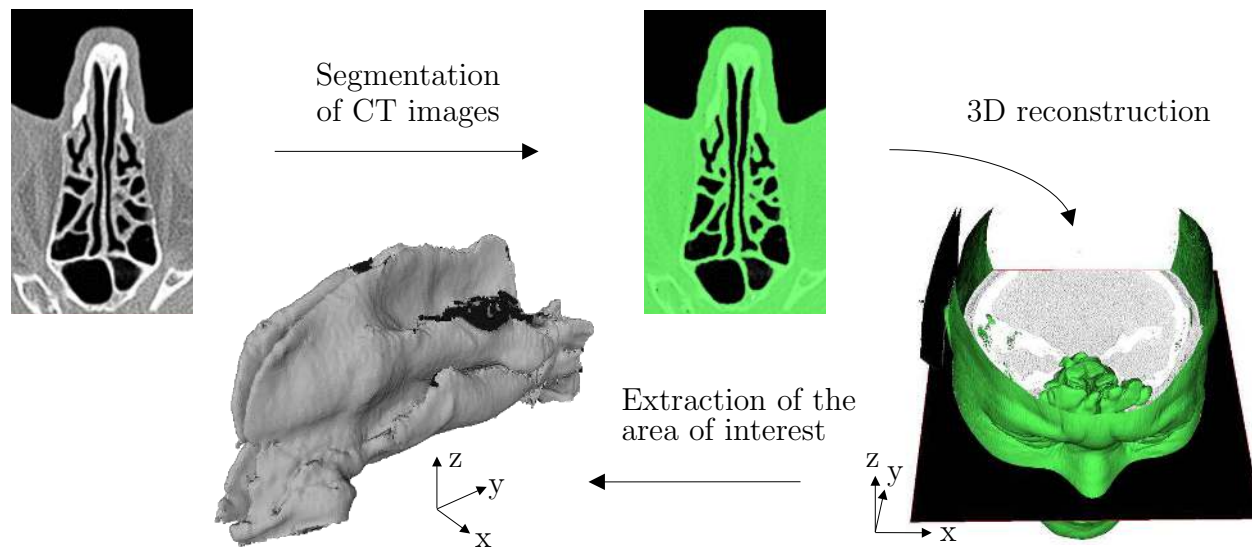 Segmentation
of CT images
3D reconstruction
Extraction of the
area of interest
z
y
x
z
y
x